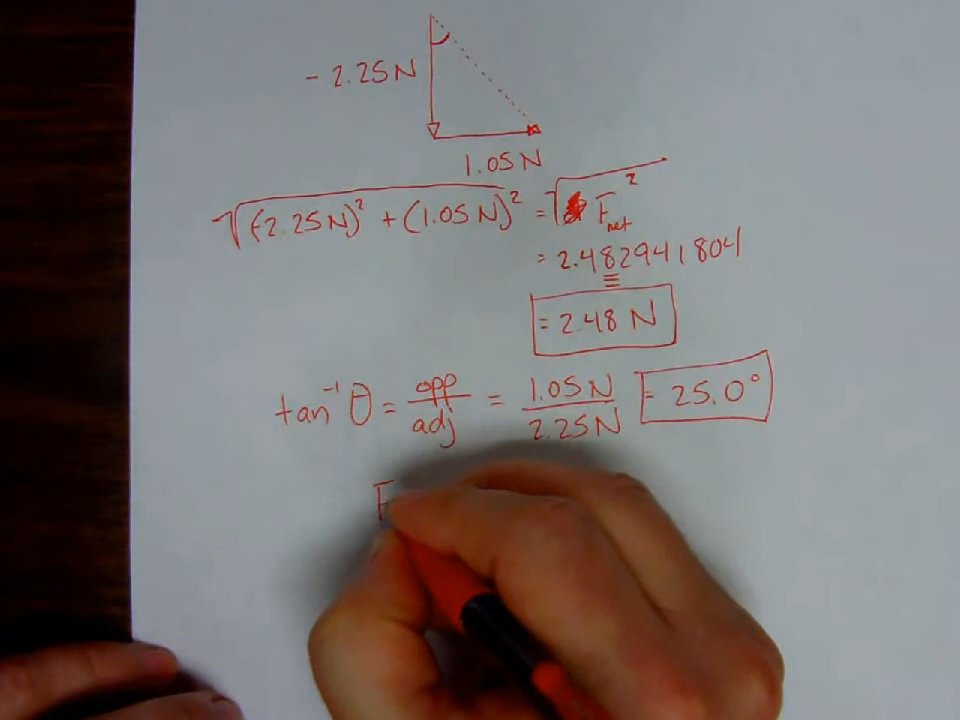 - 2.25N
1.05N
√(-2.25N)² + (1.05N)² = √Fnet²
= 2.482941804
= 2.48 N
tan⁻¹θ = opp/adj = 1.05N/2.25N = 25.0°
F